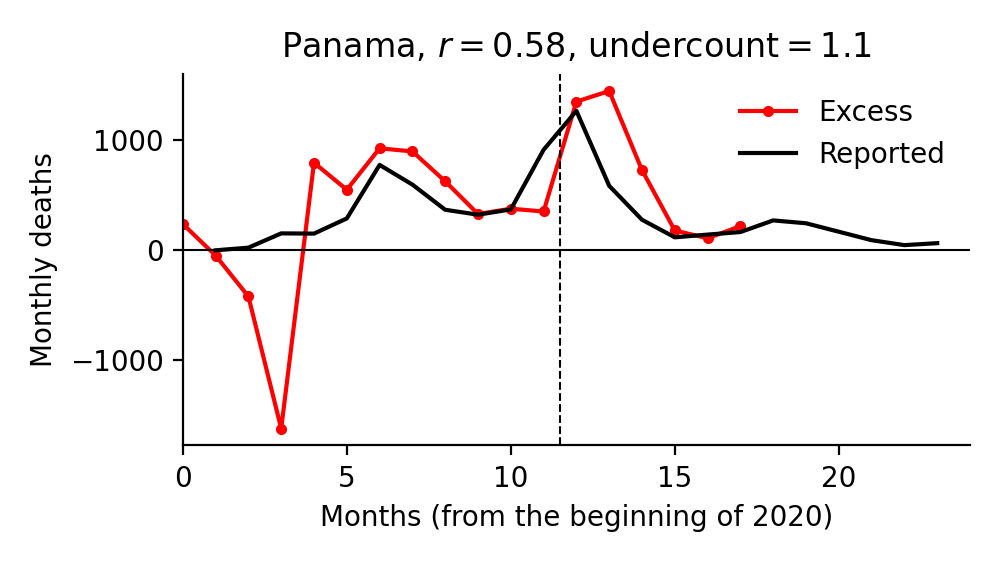 Panama, r = 0.58, undercount = 1.1
Excess
Reported
Monthly deaths
1000
0
−1000
0 5 10 15 20
Months (from the beginning of 2020)